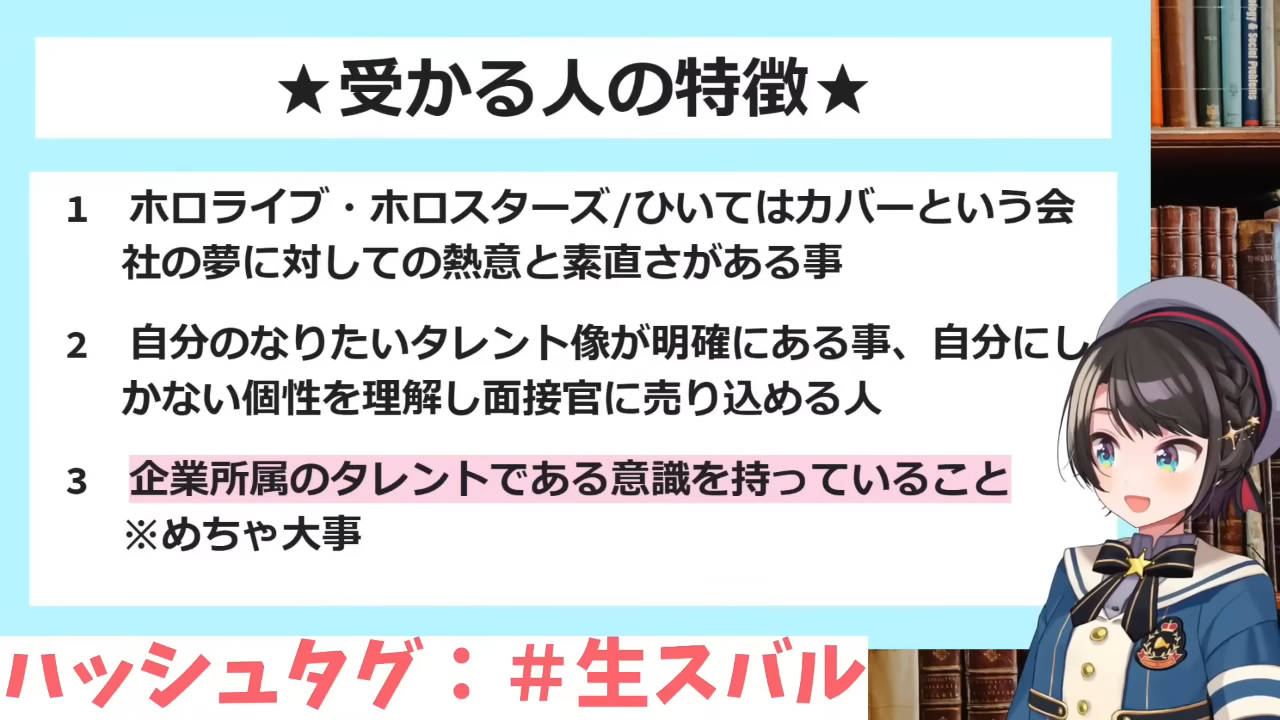 ★受かる人の特徴★
1 ホロライブ・ホロスターズ/ひいてはカバーという会
社の夢に対しての熱意と素直さがある事
2 自分のなりたいタレント像が明確にある事、自分にし
かない個性を理解し面接官に売り込める人
3 企業所属のタレントである意識を持っていること
※めちゃ大事
ハッシュタグ：＃生スバル
ogy & Social Problems